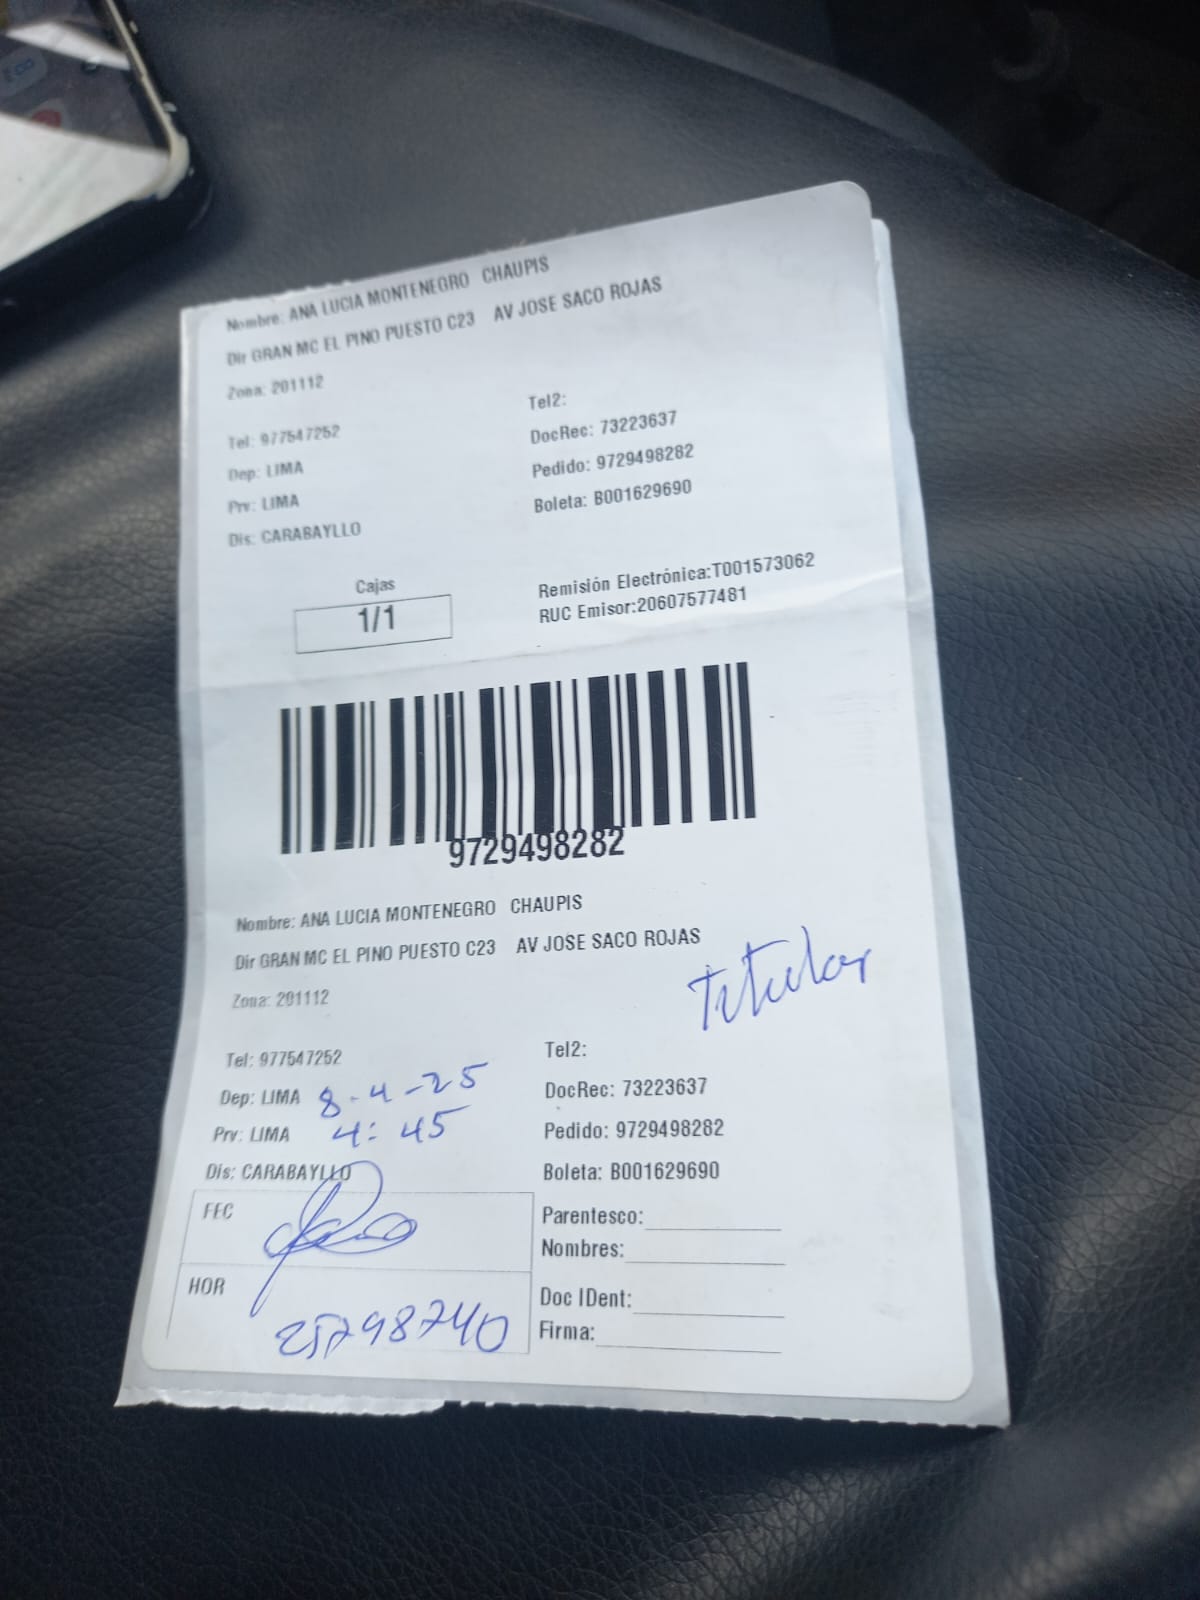 Nombre: ANA LUCIA MONTENEGRO CHAUPIS
Dir GRAN MC EL PINO PUESTO C23 AV JOSE SACO ROJAS
Zona: 201112
Tel2:
Tel: 977547252
DocRec: 73223637
Dep: LIMA
Pedido: 9729498282
Prv: LIMA
Boleta: B001629690
Dis: CARABAYLLO
Cajas
1/1
Remisión Electrónica:T001573062
RUC Emisor:20607577481
9729498282
Nombre: ANA LUCIA MONTENEGRO CHAUPIS
Dir GRAN MC EL PINO PUESTO C23 AV JOSE SACO ROJAS
Titular
Zona: 201112
Tel2:
Tel: 977547252
DocRec: 73223637
Dep: LIMA 8-4-25
Pedido: 9729498282
Prv: LIMA 4:45
Boleta: B001629690
Dis: CARABAYLLO
FEC
Parentesco:
Nombres:
HOR
Doc IDent:
Firma:
25798740